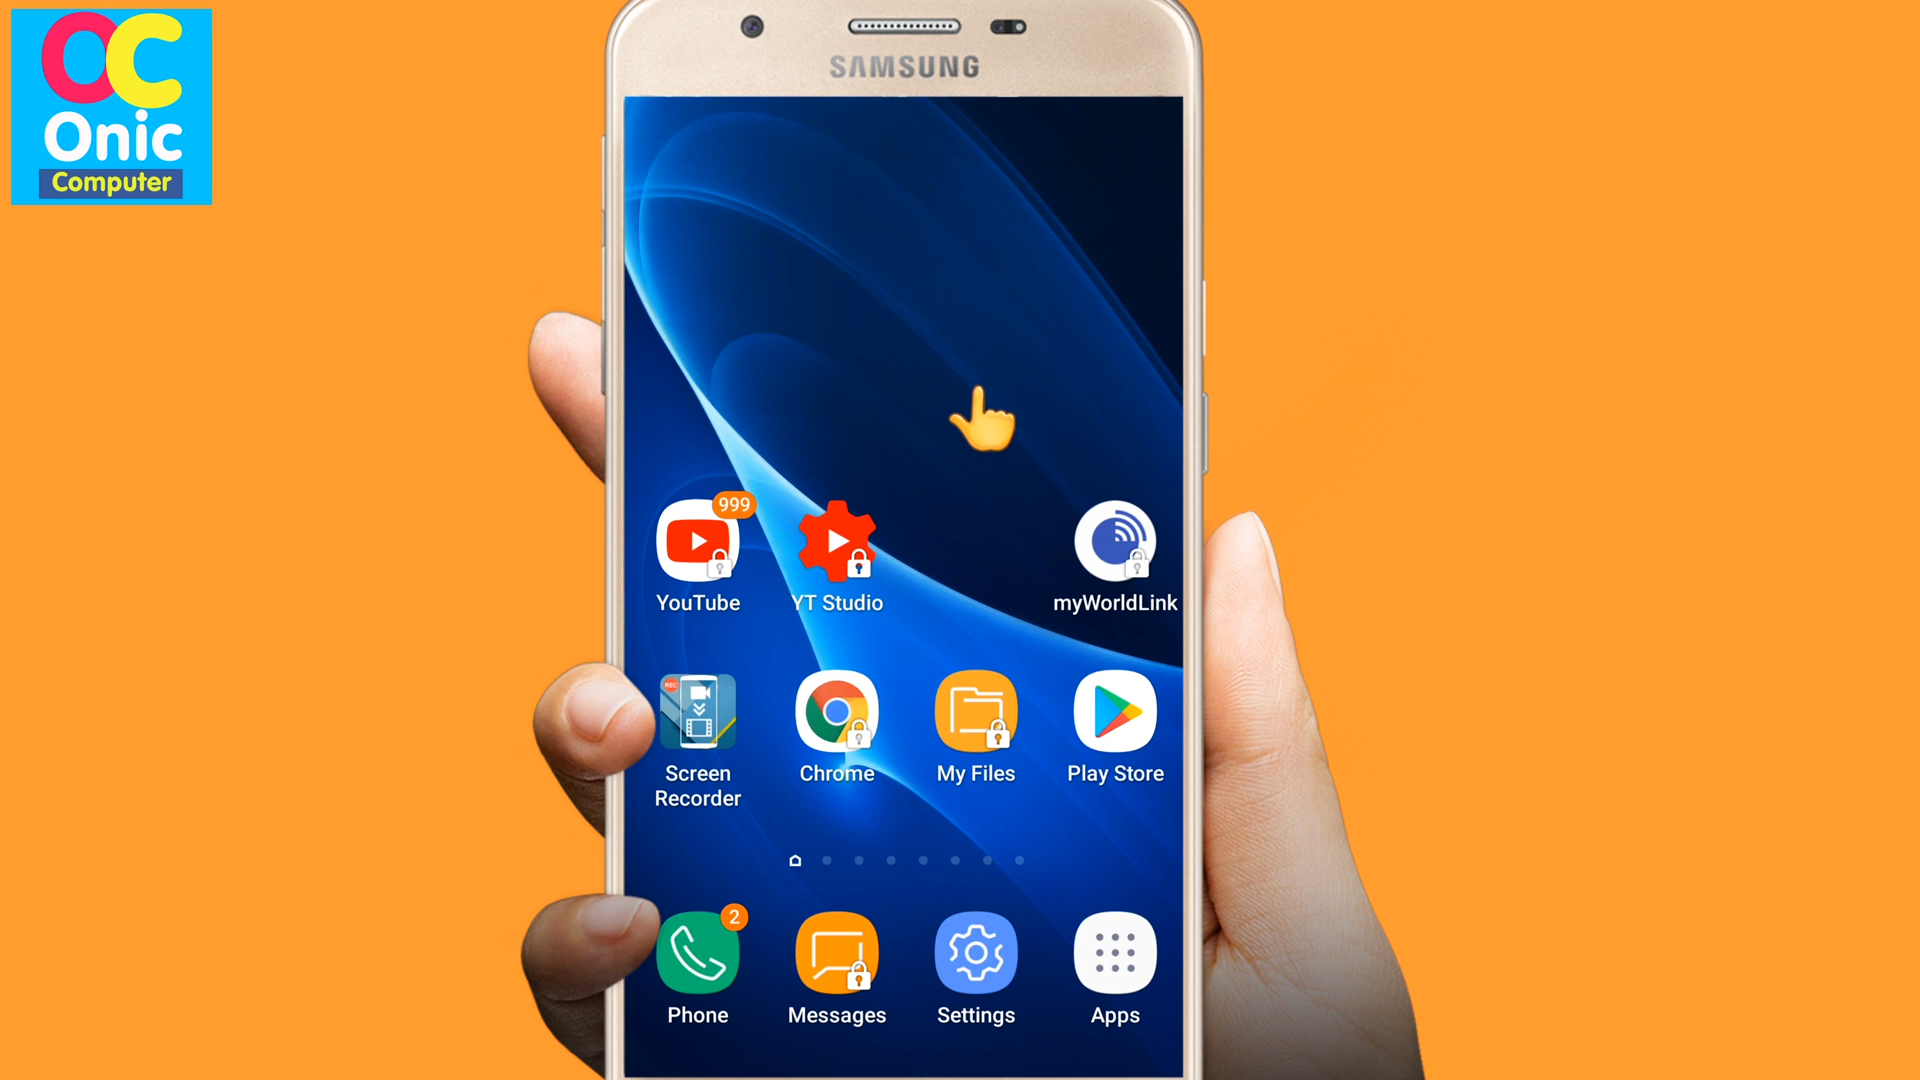 OC
Onic
Computer
SAMSUNG
999
YouTube
YT Studio
myWorldLink
REC
Screen
Recorder
Chrome
My Files
Play Store
2
Phone
Messages
Settings
Apps